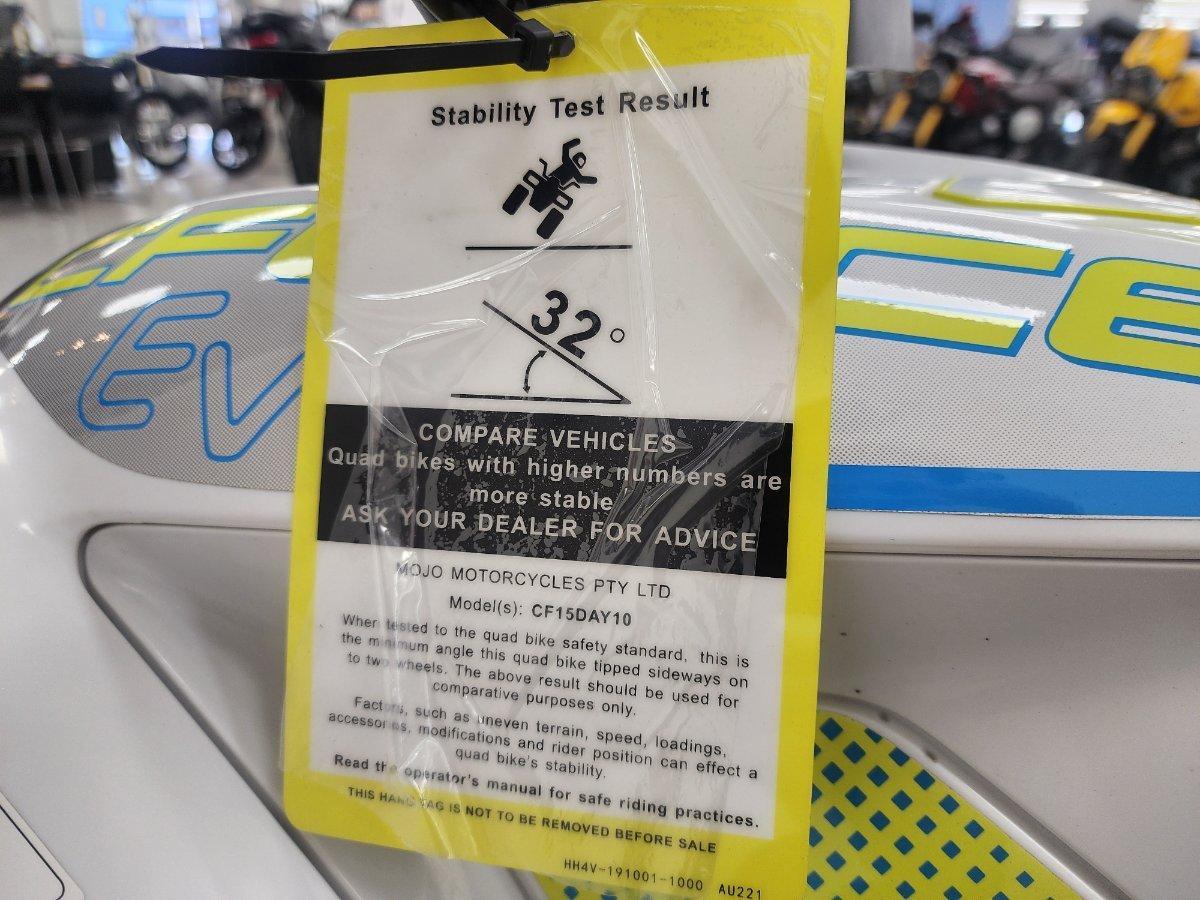 Stability Test Result
32°
COMPARE VEHICLES
Quad bikes with higher numbers are
more stable
ASK YOUR DEALER FOR ADVICE
MOJO MOTORCYCLES PTY LTD
Model(s): CF15DAY10
When tested to the quad bike safety standard, this is
the minimum angle this quad bike tipped sideways on
to two wheels. The above result should be used for
comparative purposes only.
Factors, such as uneven terrain, speed, loadings,
accessories, modifications and rider position can effect a
quad bike's stability.
Read the operator's manual for safe riding practices.
THIS HANG TAG IS NOT TO BE REMOVED BEFORE SALE
HH4V-191001-1000 AU221
EV